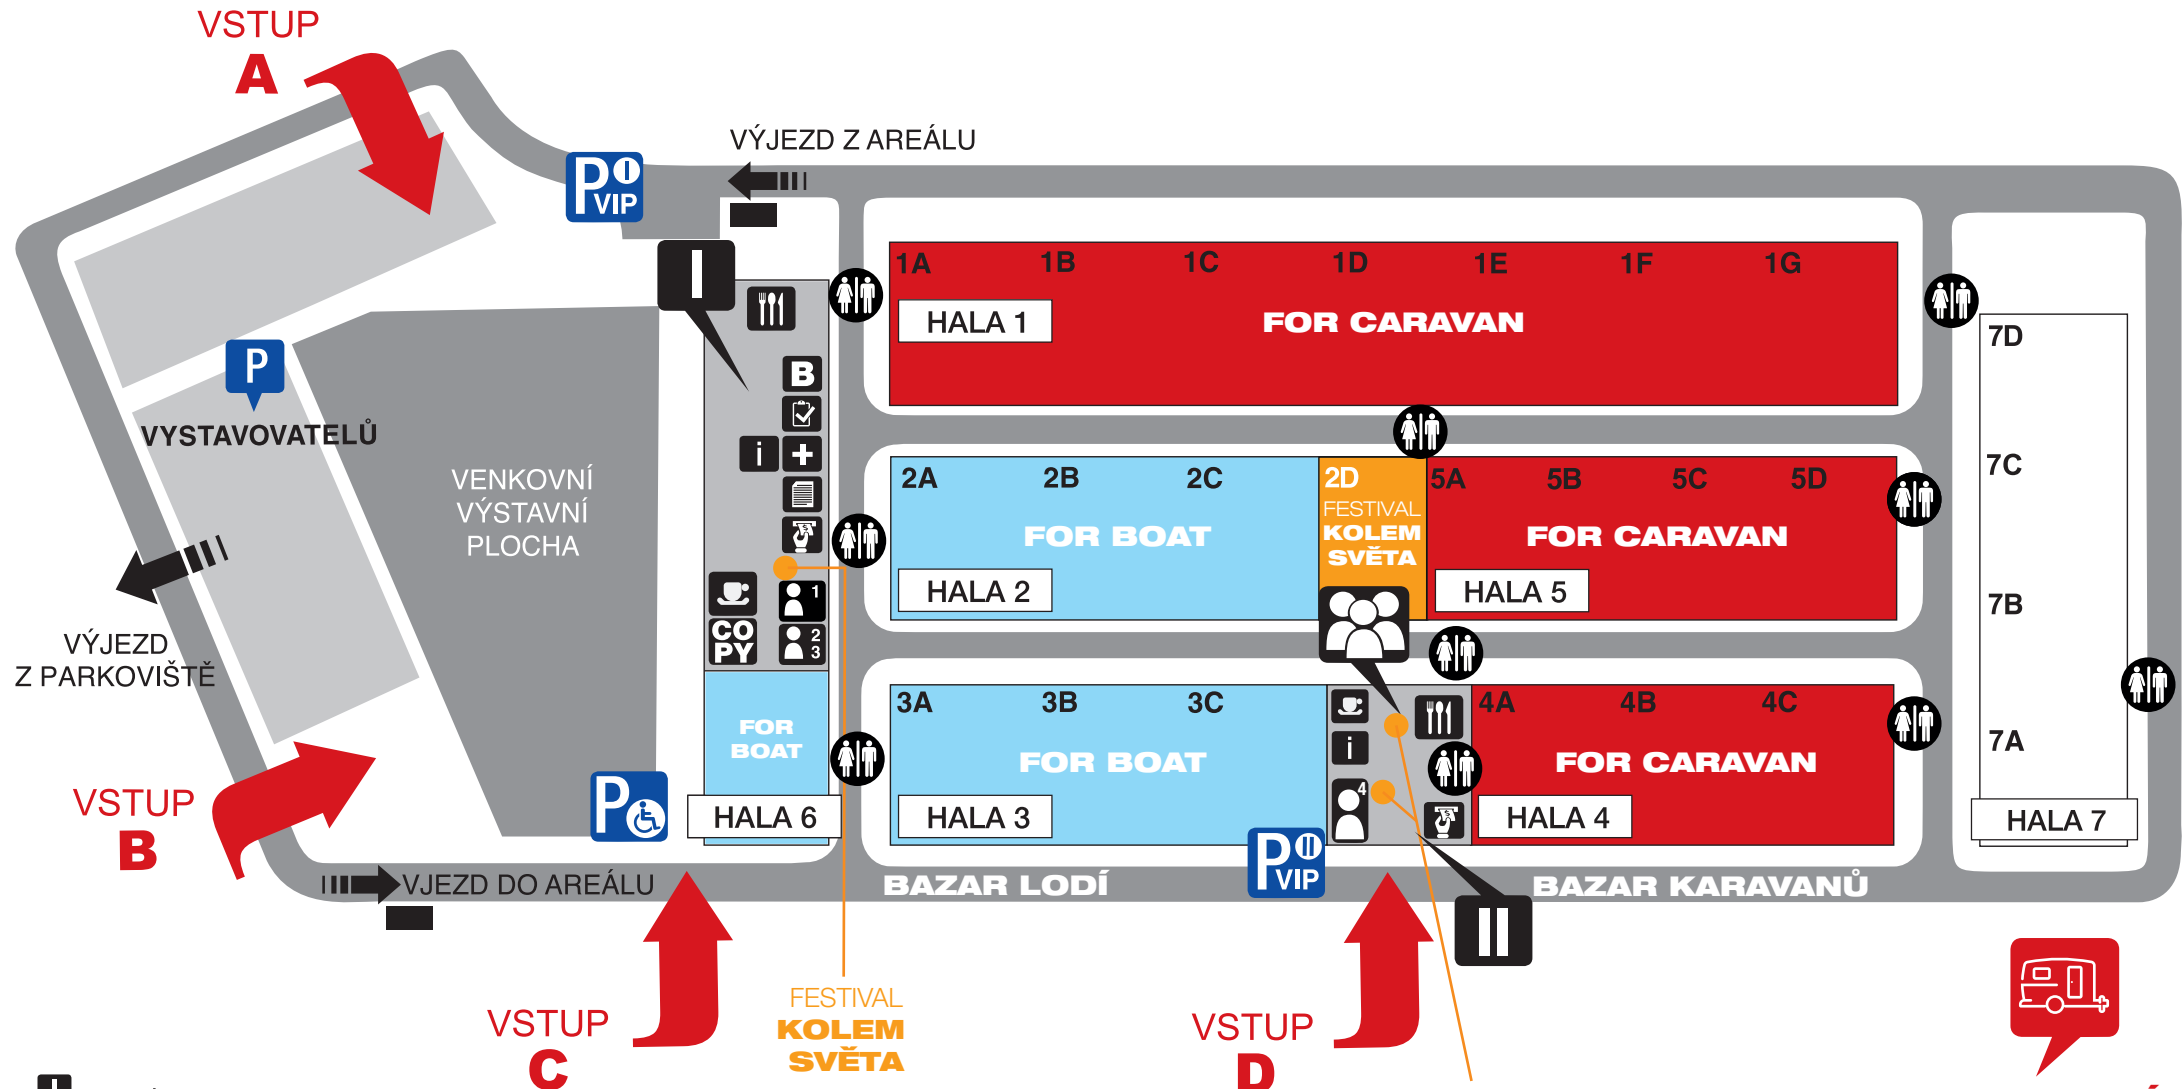 VSTUP
A
VÝJEZD Z AREÁLU
P I
VIP
I
1A 1B 1C 1D 1E 1F 1G
HALA 1
FOR CARAVAN
7D
P
VYSTAVOVATELŮ
B
i
VENKOVNÍ
VÝSTAVNÍ
PLOCHA
2A 2B 2C
FOR BOAT
HALA 2
2D
FESTIVAL
KOLEM
SVĚTA
5A 5B 5C 5D
FOR CARAVAN
HALA 5
7C
7B
VÝJEZD
Z PARKOVIŠTĚ
1
CO
PY
2
3
FOR
BOAT
HALA 6
3A 3B 3C
FOR BOAT
HALA 3
i
4
4A 4B 4C
FOR CARAVAN
HALA 4
7A
HALA 7
VSTUP
B
P
P II
VIP
VJEZD DO AREÁLU
BAZAR LODÍ
BAZAR KARAVANŮ
II
FESTIVAL
KOLEM
SVĚTA
VSTUP
C
VSTUP
D